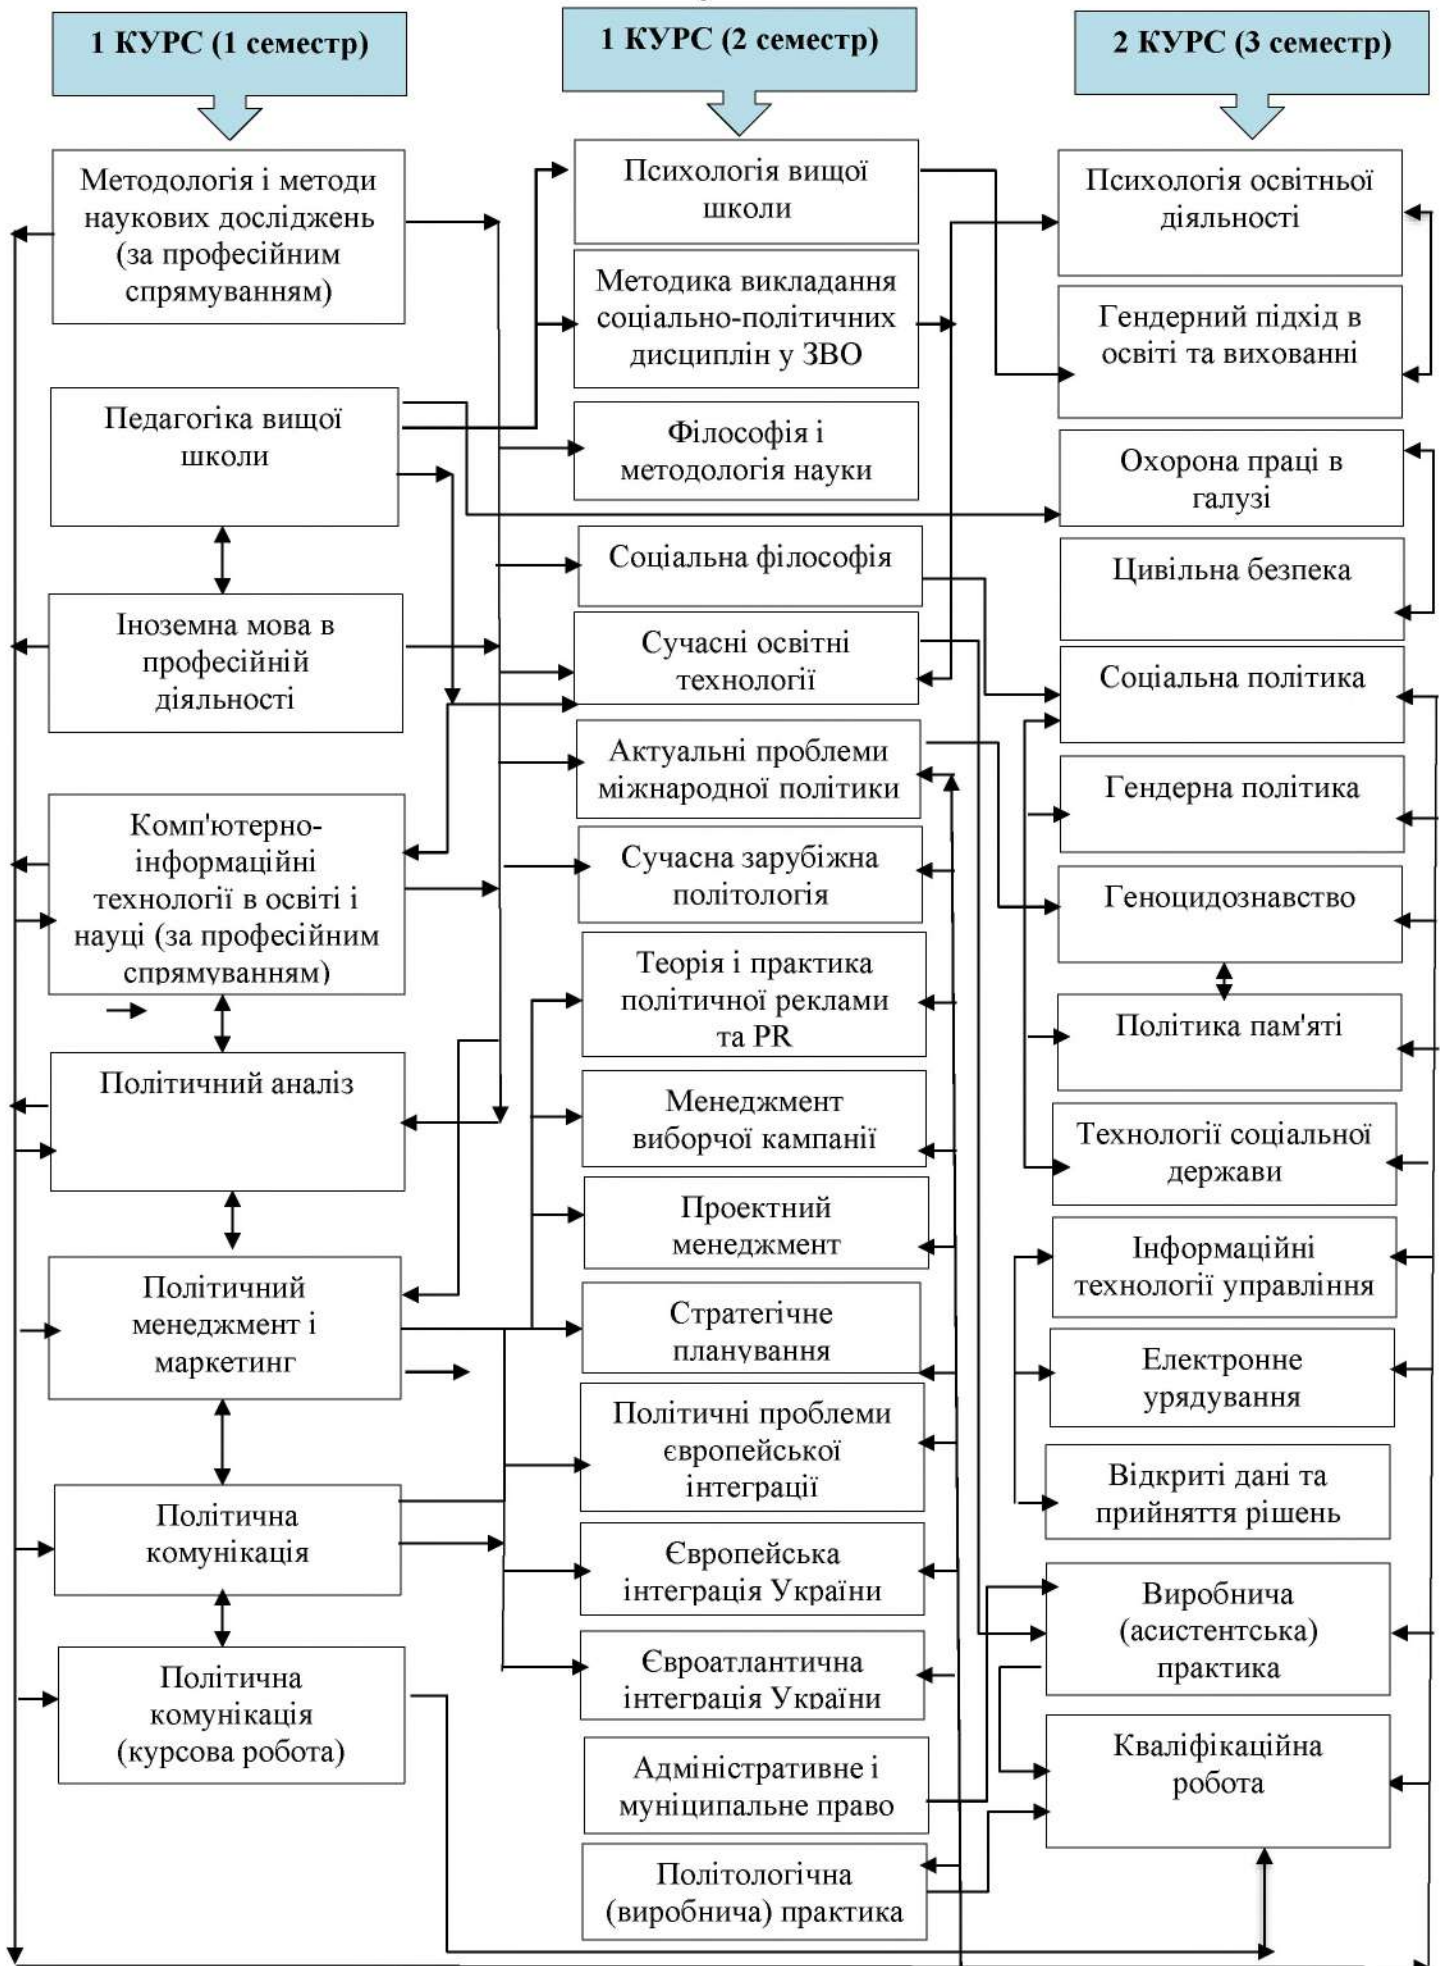 1 КУРС (1 семестр)
Методологія і методи
наукових досліджень
(за професійним
спрямуванням)
Педагогіка вищої
школи
Іноземна мова в
професійній
діяльності
Комп'ютерно-
інформаційні
технології в освіті і
науці (за професійним
спрямуванням)
Політичний аналіз
Політичний
менеджмент і
маркетинг
Політична
комунікація
Політична
комунікація
(курсова робота)
1 КУРС (2 семестр)
Психологія вищої
школи
Методика викладання
соціально-політичних
дисциплін у ЗВО
Філософія і
методологія науки
Соціальна філософія
Сучасні освітні
технології
Актуальні проблеми
міжнародної політики
Сучасна зарубіжна
політологія
Теорія і практика
політичної реклами
та PR
Менеджмент
виборчої кампанії
Проектний
менеджмент
Стратегічне
планування
Політичні проблеми
європейської
інтеграції
Європейська
інтеграція України
Євроатлантична
інтеграція України
Адміністративне і
муніципальне право
Політологічна
(виробнича) практика
2 КУРС (3 семестр)
Психологія освітньої
діяльності
Гендерний підхід в
освіті та вихованні
Охорона праці в
галузі
Цивільна безпека
Соціальна політика
Гендерна політика
Геноцидознавство
Політика пам'яті
Технології соціальної
держави
Інформаційні
технології управління
Електронне
урядування
Відкриті дані та
прийняття рішень
Виробнича
(асистентська)
практика
Кваліфікаційна
робота